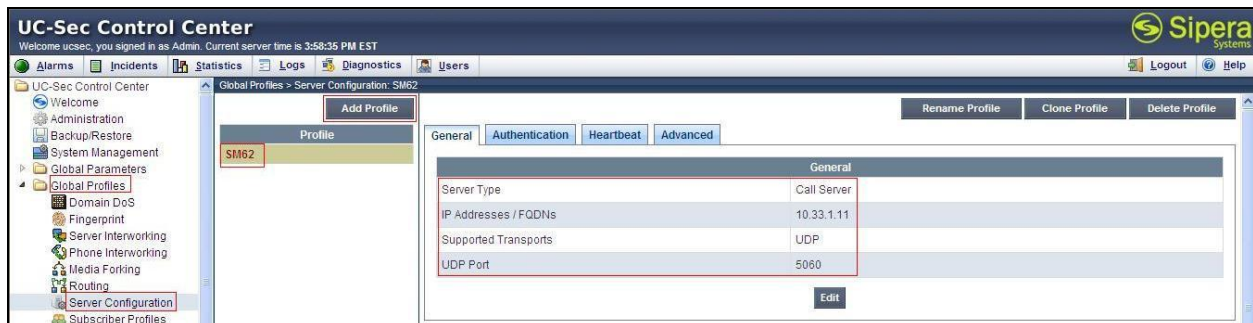 UC-Sec Control Center
Welcome ucsec, you signed in as Admin. Current server time is 3:58:35 PM EST
Sipera
Systems
Alarms Incidents Statistics Logs Diagnostics Users Logout Help
UC-Sec Control Center
Welcome
Administration
Backup/Restore
System Management
Global Parameters
Global Profiles
Domain DoS
Fingerprint
Server Interworking
Phone Interworking
Media Forking
Routing
Server Configuration
Subscriber Profiles
Global Profiles > Server Configuration: SM62
Add Profile
Profile
SM62
Rename Profile Clone Profile Delete Profile
General Authentication Heartbeat Advanced
General
Server Type Call Server
IP Addresses / FQDNs 10.33.1.11
Supported Transports UDP
UDP Port 5060
Edit